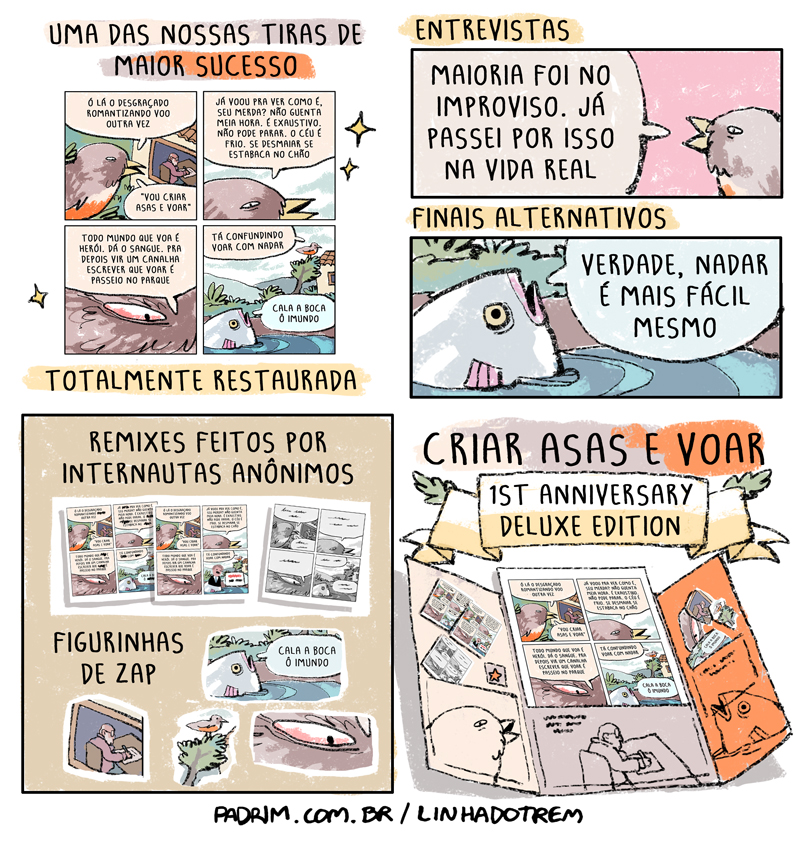 UMA DAS NOSSAS TIRAS DE
MAIOR SUCESSO
Ó LÁ O DESGRAÇADO
ROMANTIZANDO VOO
OUTRA VEZ
"VOU CRIAR
ASAS E VOAR"
JÁ VOOU PRA VER COMO É,
SEU MERDA? NÃO GUENTA
MEIA HORA. É EXAUSTIVO.
NÃO PODE PARAR. O CÉU É
FRIO. SE DESMAIAR SE
ESTABACA NO CHÃO
TODO MUNDO QUE VOA É
HERÓI. DÁ O SANGUE. PRA
DEPOIS VIR UM CANALHA
ESCREVER QUE VOAR É
PASSEIO NO PARQUE
TÁ CONFUNDINDO
VOAR COM NADAR
CALA A BOCA
Ô IMUNDO
TOTALMENTE RESTAURADA
ENTREVISTAS
MAIORIA FOI NO
IMPROVISO. JÁ
PASSEI POR ISSO
NA VIDA REAL
FINAIS ALTERNATIVOS
VERDADE, NADAR
É MAIS FÁCIL
MESMO
REMIXES FEITOS POR
INTERNAUTAS ANÔNIMOS
FIGURINHAS
DE ZAP
CALA A BOCA
Ô IMUNDO
CRIAR ASAS E VOAR
1ST ANNIVERSARY
DELUXE EDITION
Ó LÁ O DESGRAÇADO
ROMANTIZANDO VOO
OUTRA VEZ
"VOU CRIAR
ASAS E VOAR"
JÁ VOOU PRA VER COMO É,
SEU MERDA? NÃO GUENTA
MEIA HORA. É EXAUSTIVO.
NÃO PODE PARAR. O CÉU É
FRIO. SE DESMAIAR SE
ESTABACA NO CHÃO
TODO MUNDO QUE VOA É
HERÓI. DÁ O SANGUE. PRA
DEPOIS VIR UM CANALHA
ESCREVER QUE VOAR É
PASSEIO NO PARQUE
TÁ CONFUNDINDO
VOAR COM NADAR
CALA A BOCA
Ô IMUNDO
PADRIM.COM.BR / LINHADOTREM